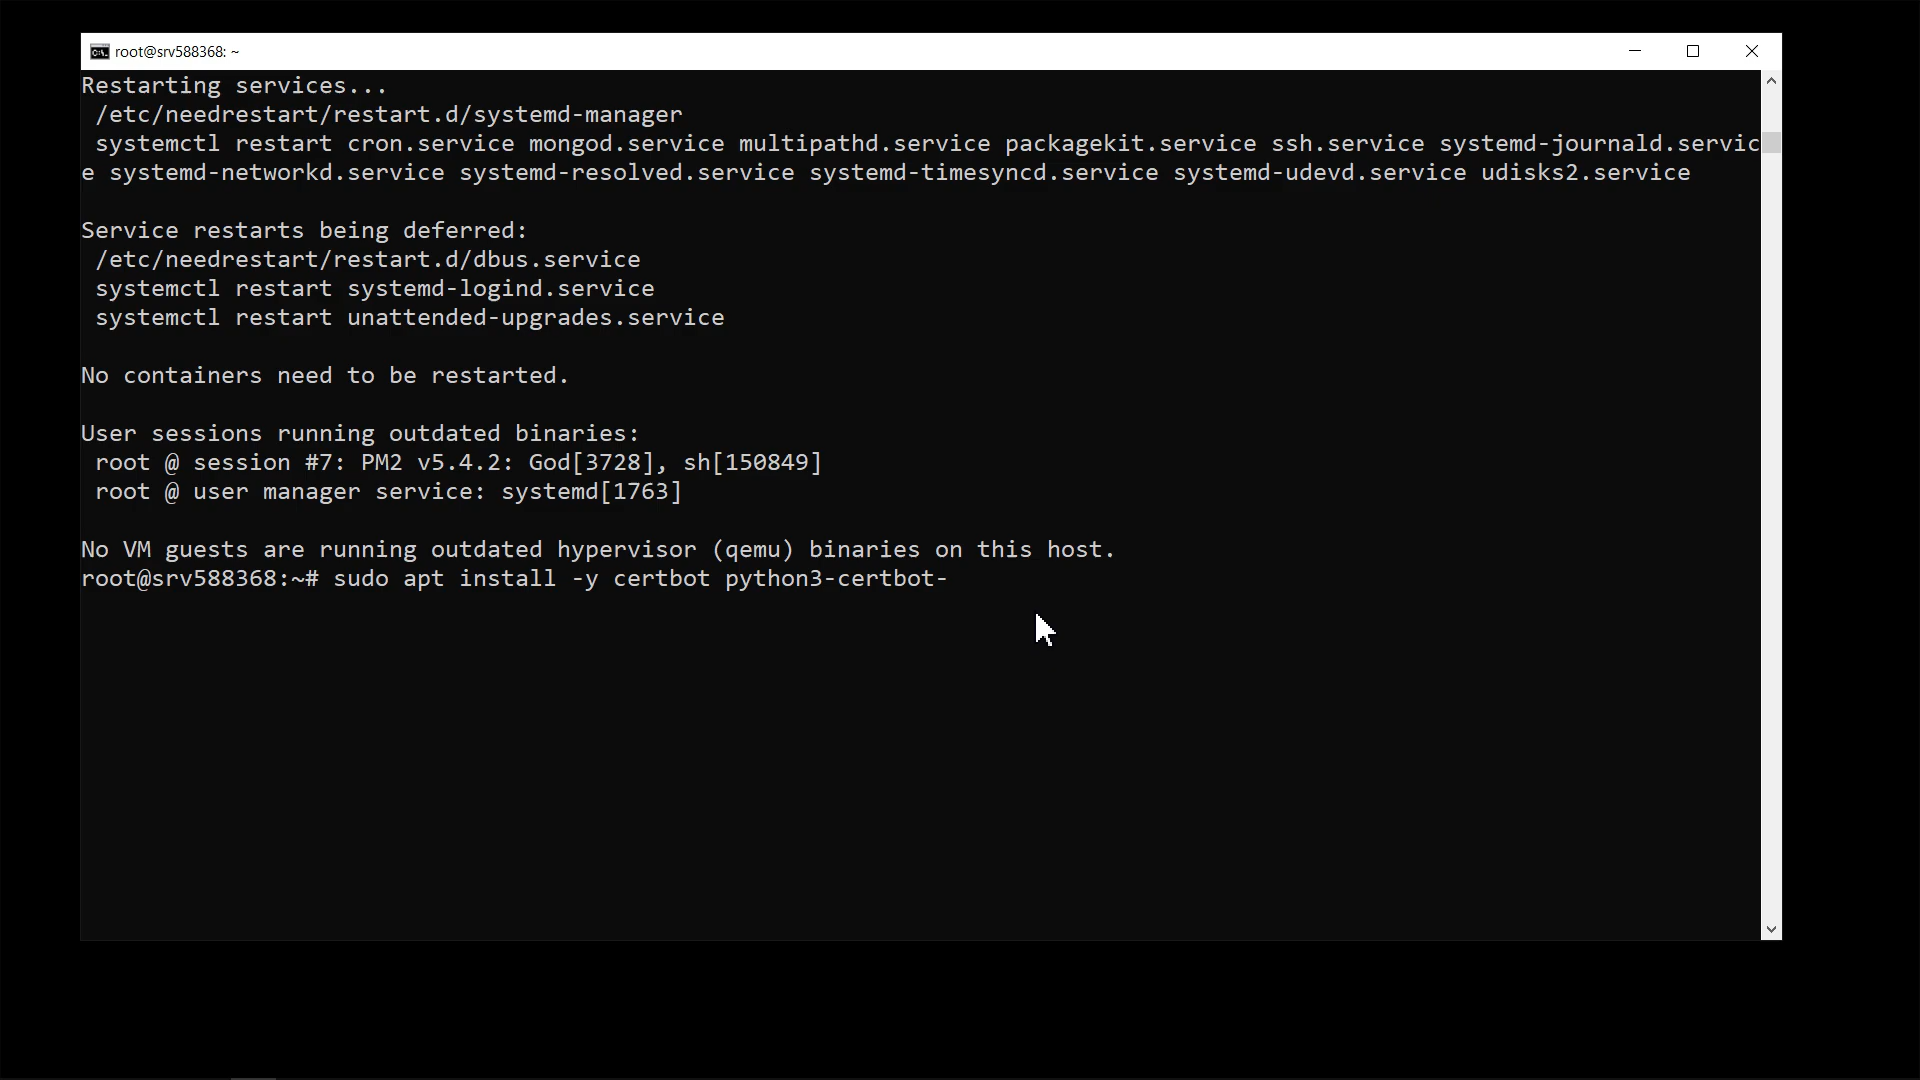 root@srv588368: ~
Restarting services...
/etc/needrestart/restart.d/systemd-manager
systemctl restart cron.service mongod.service multipathd.service packagekit.service ssh.service systemd-journald.servic
e systemd-networkd.service systemd-resolved.service systemd-timesyncd.service systemd-udevd.service udisks2.service
Service restarts being deferred:
/etc/needrestart/restart.d/dbus.service
systemctl restart systemd-logind.service
systemctl restart unattended-upgrades.service
No containers need to be restarted.
User sessions running outdated binaries:
root @ session #7: PM2 v5.4.2: God[3728], sh[150849]
root @ user manager service: systemd[1763]
No VM guests are running outdated hypervisor (qemu) binaries on this host.
root@srv588368:~# sudo apt install -y certbot python3-certbot-